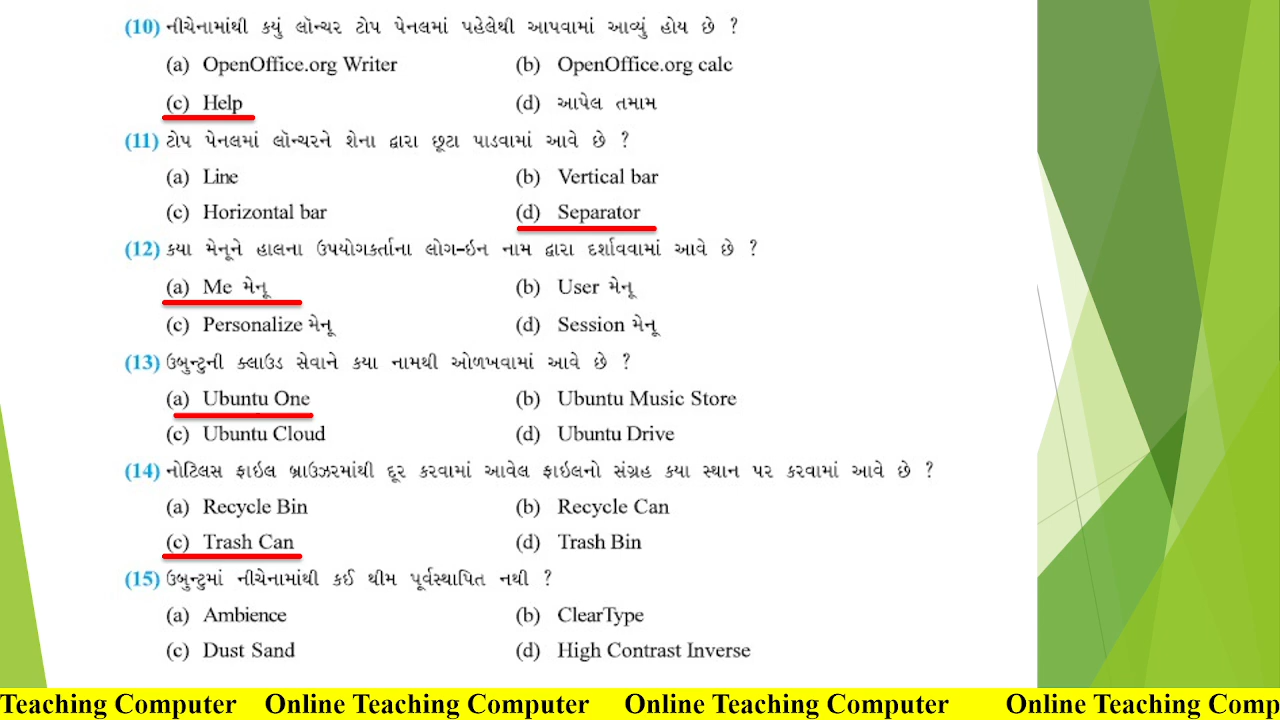 (10) નીચેનામાંથી કયું લૉન્ચર ટોપ પેનલમાં પહેલેથી આપવામાં આવ્યું હોય છે ?
(a) OpenOffice.org Writer (b) OpenOffice.org calc
(c) Help (d) આપેલ તમામ
(11) ટોપ પેનલમાં લૉન્ચરને શેના દ્વારા છૂટા પાડવામાં આવે છે ?
(a) Line (b) Vertical bar
(c) Horizontal bar (d) Separator
(12) કયા મેનૂને હાલના ઉપયોગકર્તાના લોગ-ઇન નામ દ્વારા દર્શાવવામાં આવે છે ?
(a) Me મેનૂ (b) User મેનૂ
(c) Personalize મેનૂ (d) Session મેનૂ
(13) ઉબુન્ટુની ક્લાઉડ સેવાને કયા નામથી ઓળખવામાં આવે છે ?
(a) Ubuntu One (b) Ubuntu Music Store
(c) Ubuntu Cloud (d) Ubuntu Drive
(14) નોટિલસ ફાઇલ બ્રાઉઝરમાંથી દૂર કરવામાં આવેલ ફાઇલનો સંગ્રહ કયા સ્થાન પર કરવામાં આવે છે ?
(a) Recycle Bin (b) Recycle Can
(c) Trash Can (d) Trash Bin
(15) ઉબુન્ટુમાં નીચેનામાંથી કઈ થીમ પૂર્વસ્થાપિત નથી ?
(a) Ambience (b) ClearType
(c) Dust Sand (d) High Contrast Inverse
Teaching Computer Online Teaching Computer Online Teaching Computer Online Teaching Comp